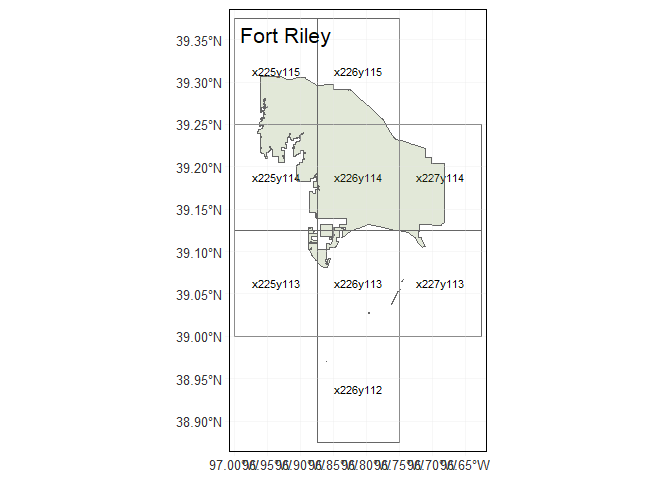 Fort Riley
39.35°N
x225y115 x226y115
39.30°N
39.25°N
39.20°N
x225y114 x226y114 x227y114
39.15°N
39.10°N
x225y113 x226y113 x227y113
39.05°N
39.00°N
38.95°N
x226y112
38.90°N
97.00°W 96.95°W 96.90°W 96.85°W 96.80°W 96.75°W 96.70°W 96.65°W